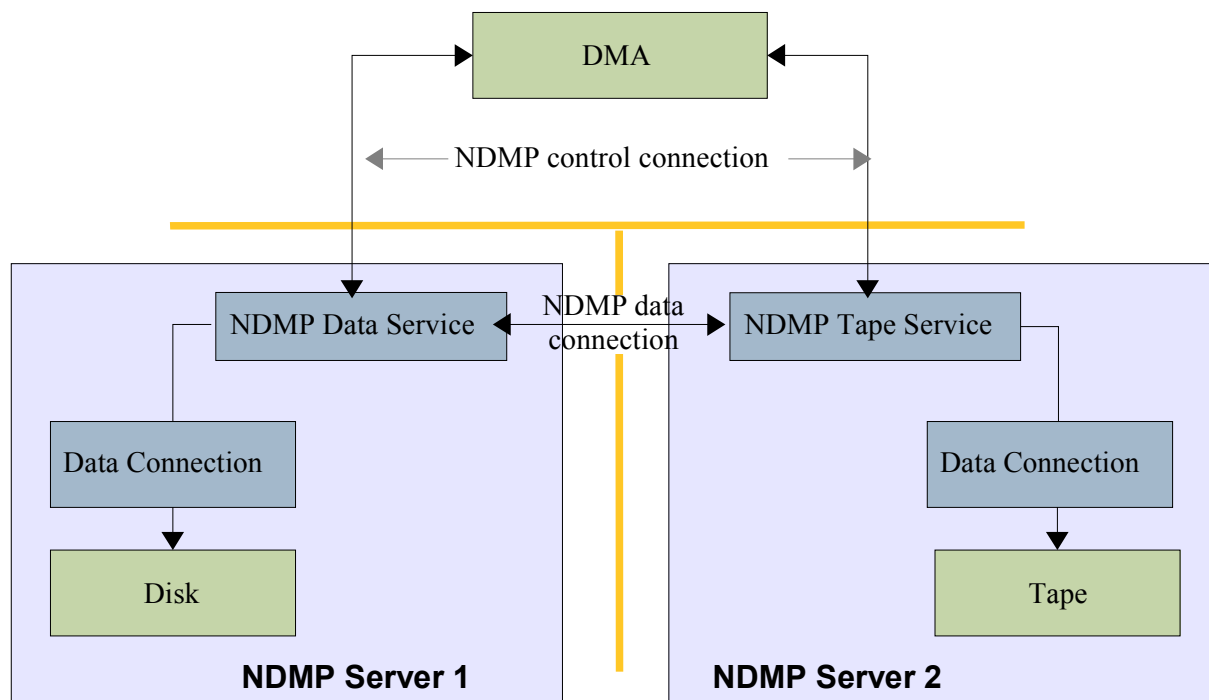 DMA
NDMP control connection
NDMP Data Service
NDMP data
connection
NDMP Tape Service
Data Connection
Data Connection
Disk
Tape
NDMP Server 1
NDMP Server 2